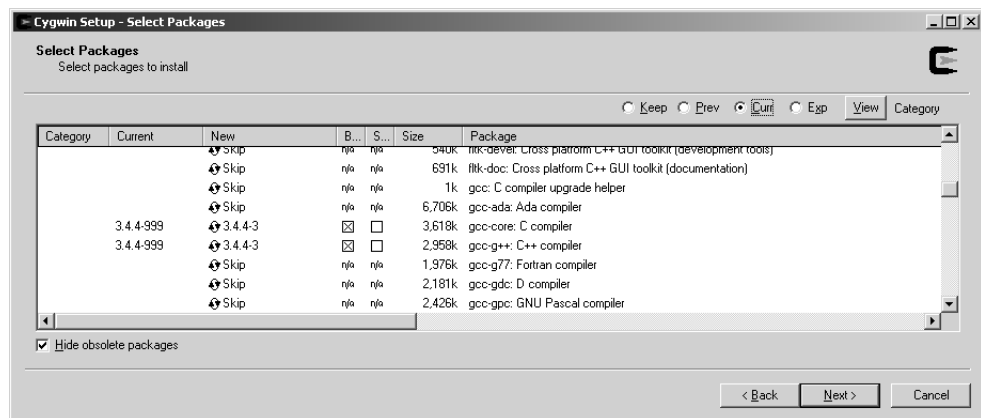 Cygwin Setup - Select Packages
Select Packages
Select packages to install
Keep Prev Curr Exp View Category
Category Current New B... S... Size Package
Skip n/a n/a 540k fltk-devel: Cross platform C++ GUI toolkit (development tools)
Skip n/a n/a 691k fltk-doc: Cross platform C++ GUI toolkit (documentation)
Skip n/a n/a 1k gcc: C compiler upgrade helper
Skip n/a n/a 6,706k gcc-ada: Ada compiler
3.4.4-999 3.4.4-3 3,618k gcc-core: C compiler
3.4.4-999 3.4.4-3 2,958k gcc-g++: C++ compiler
Skip n/a n/a 1,976k gcc-g77: Fortran compiler
Skip n/a n/a 2,181k gcc-gdc: D compiler
Skip n/a n/a 2,426k gcc-gpc: GNU Pascal compiler
Hide obsolete packages
< Back Next > Cancel